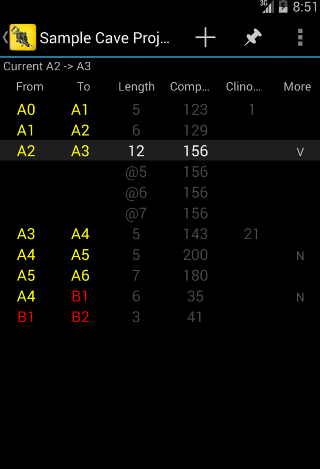 3G 8:51
Sample Cave Proj...
Current A2 -> A3
From To Length Comp... Clino... More
A0 A1 5 123 1
A1 A2 6 129
A2 A3 12 156 V
@5 156
@6 156
@7 156
A3 A4 5 143 21
A4 A5 5 200 N
A5 A6 7 180
A4 B1 6 35 N
B1 B2 3 41